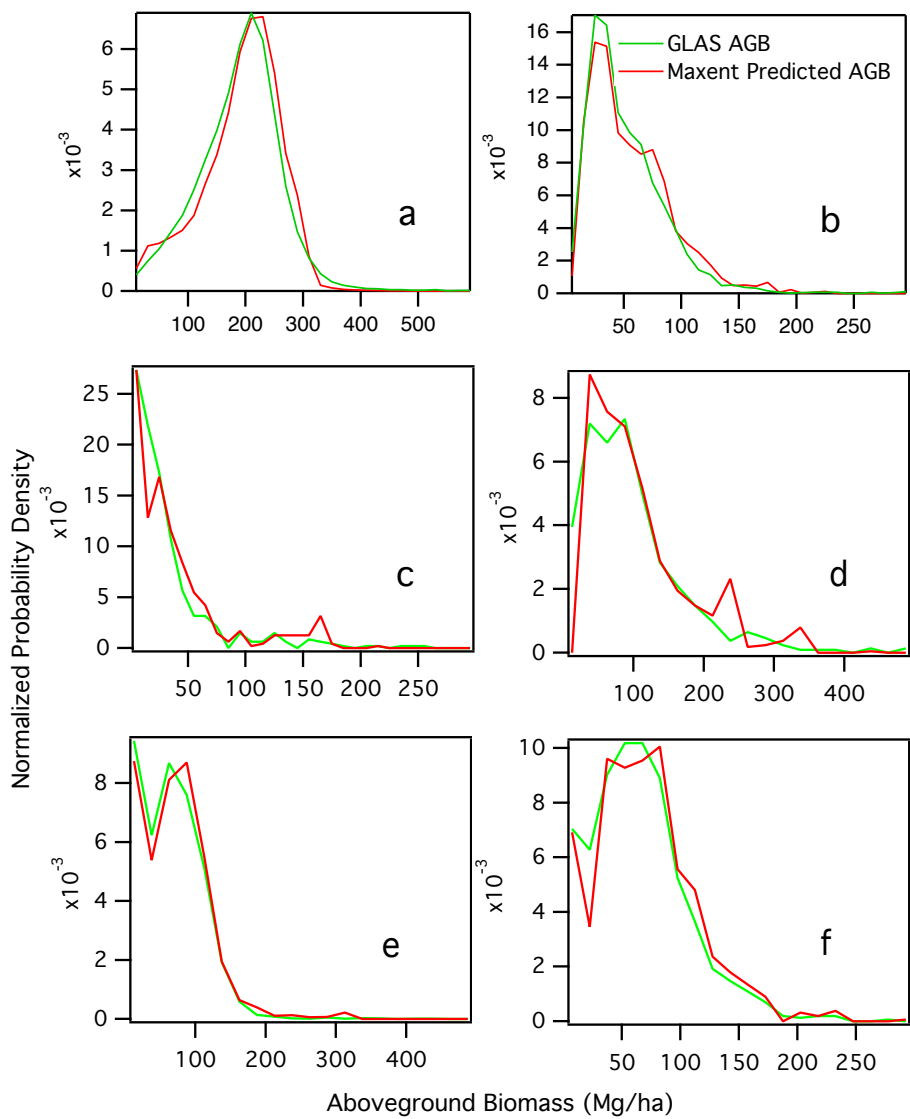 6
5
4
3
2
1
0
x10⁻³
a
100 200 300 400 500
16
14
12
10
8
6
4
2
0
x10⁻³
GLAS AGB
Maxent Predicted AGB
b
50 100 150 200 250
Normalized Probability Density
25
20
15
10
5
0
x10⁻³
c
50 100 150 200 250
8
6
4
2
0
x10⁻³
d
100 200 300 400
8
6
4
2
0
x10⁻³
e
100 200 300 400
10
8
6
4
2
0
x10⁻³
f
50 100 150 200 250
Aboveground Biomass (Mg/ha)